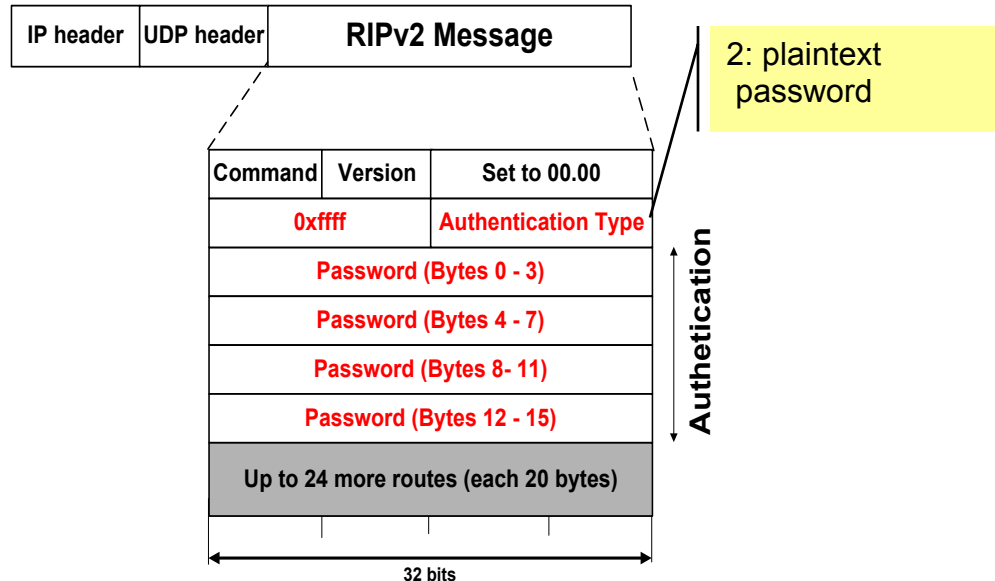 IP header UDP header RIPv2 Message
2: plaintext
password
Command Version Set to 00.00
0xffff Authentication Type
Password (Bytes 0 - 3)
Password (Bytes 4 - 7)
Password (Bytes 8- 11)
Password (Bytes 12 - 15)
Up to 24 more routes (each 20 bytes)
Authetication
32 bits